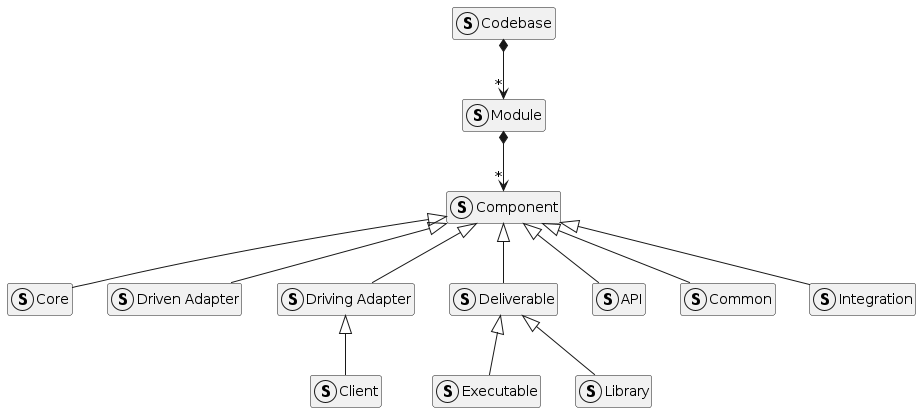 S Codebase
*
S Module
*
S Component
S Core
S Driven Adapter
S Driving Adapter
S Deliverable
S API
S Common
S Integration
S Client
S Executable
S Library